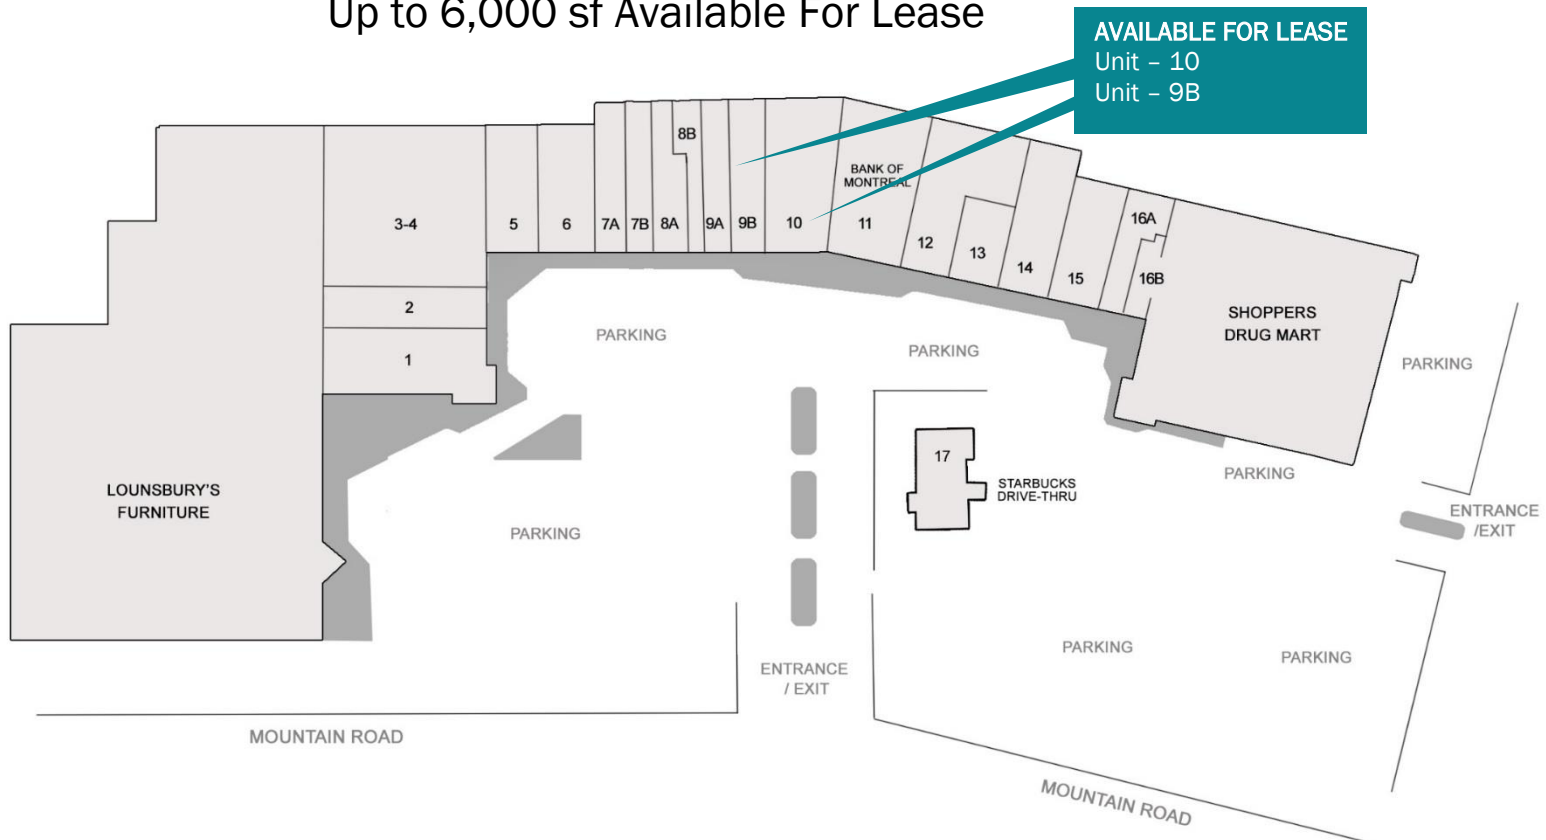 Up to 6,000 sf Available For Lease
AVAILABLE FOR LEASE
Unit – 10
Unit – 9B
8B
BANK OF
MONTREAL
3-4
5
6
7A
7B
8A
9A
9B
10
11
12
13
14
15
16A
16B
2
1
SHOPPERS
DRUG MART
PARKING
PARKING
PARKING
17
STARBUCKS
DRIVE-THRU
PARKING
LOUNSBURY'S
FURNITURE
PARKING
ENTRANCE
/EXIT
ENTRANCE
/ EXIT
PARKING
PARKING
MOUNTAIN ROAD
MOUNTAIN ROAD